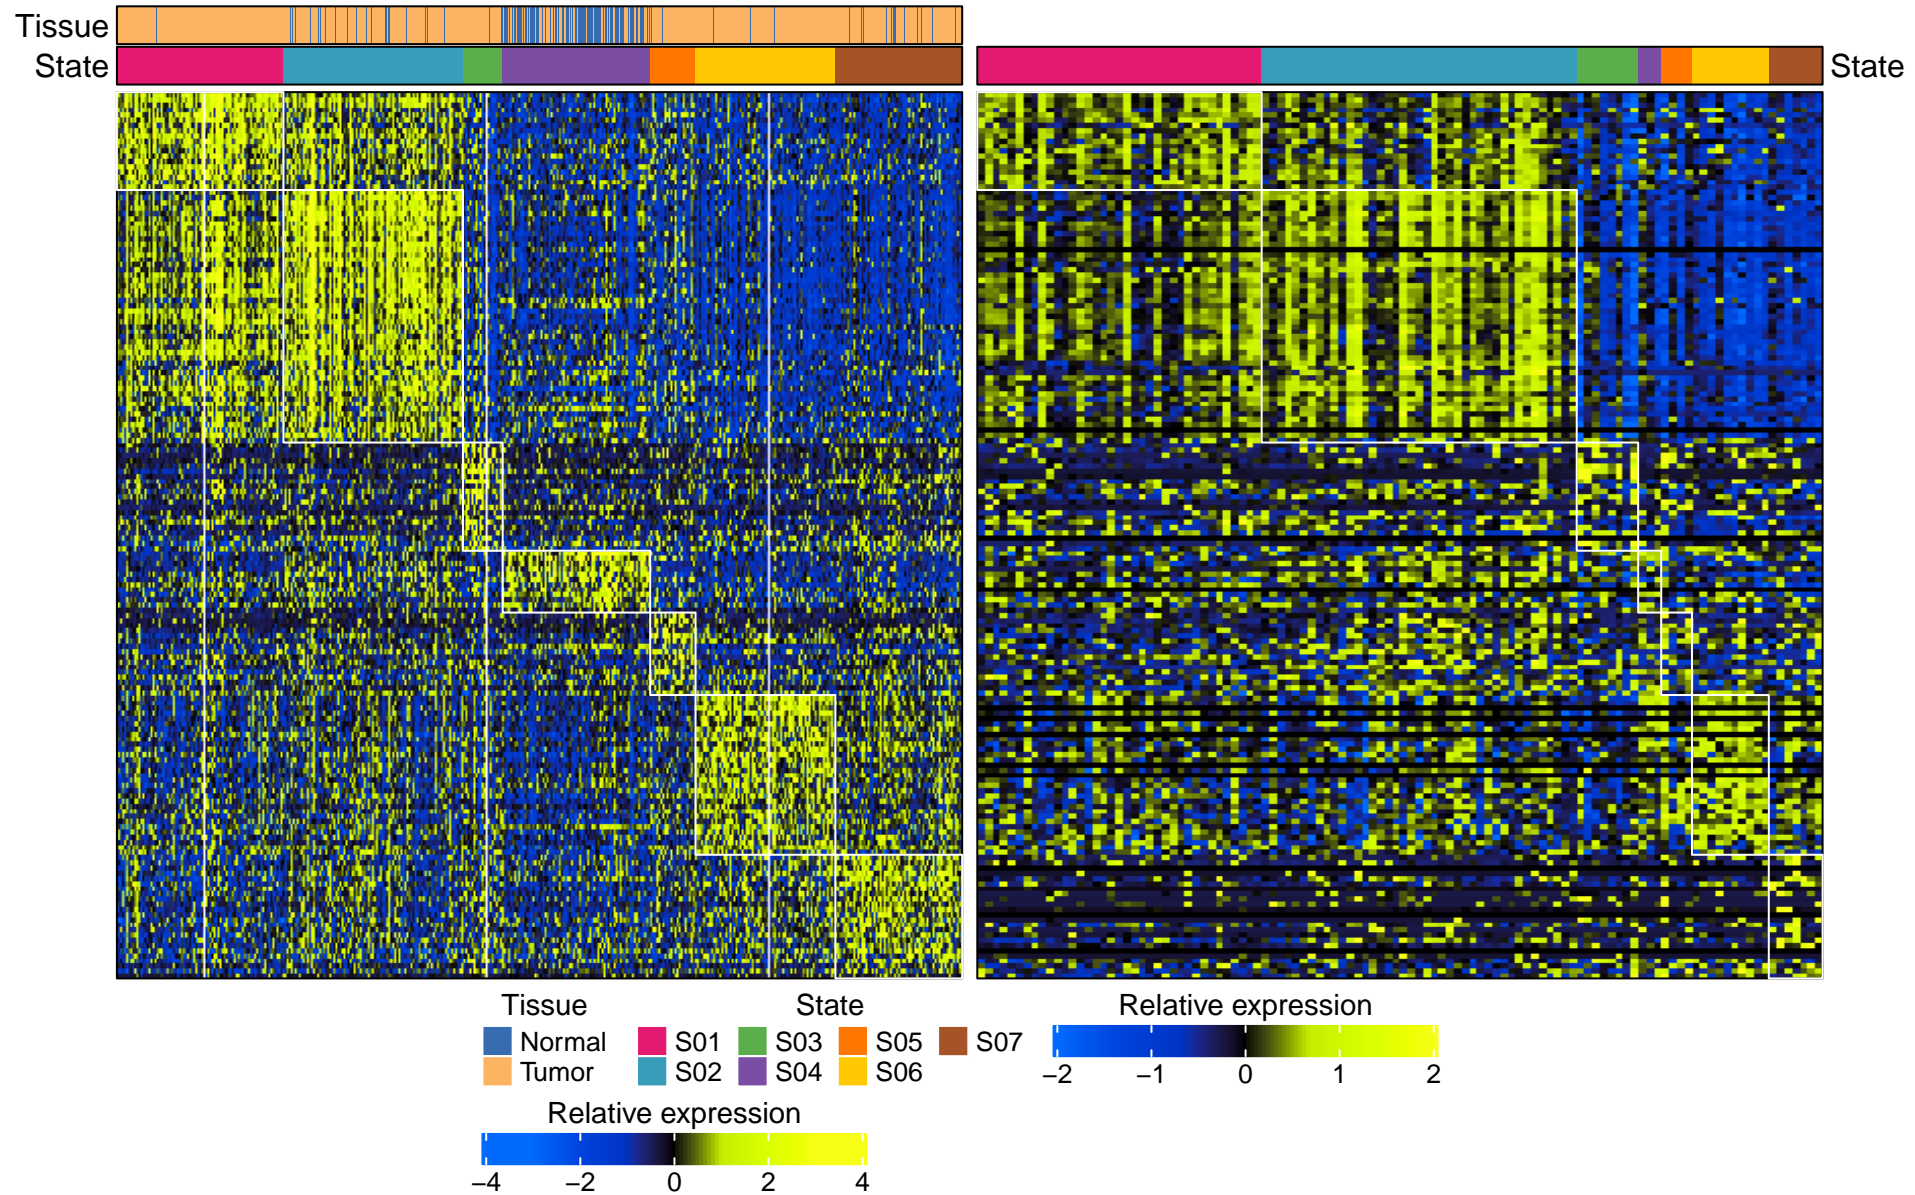 Tissue
State
State
Tissue
State
Relative expression
Normal
S01
S03
S05
S07
Tumor
S02
S04
S06
−2
−1
0
1
2
Relative expression
−4
−2
0
2
4